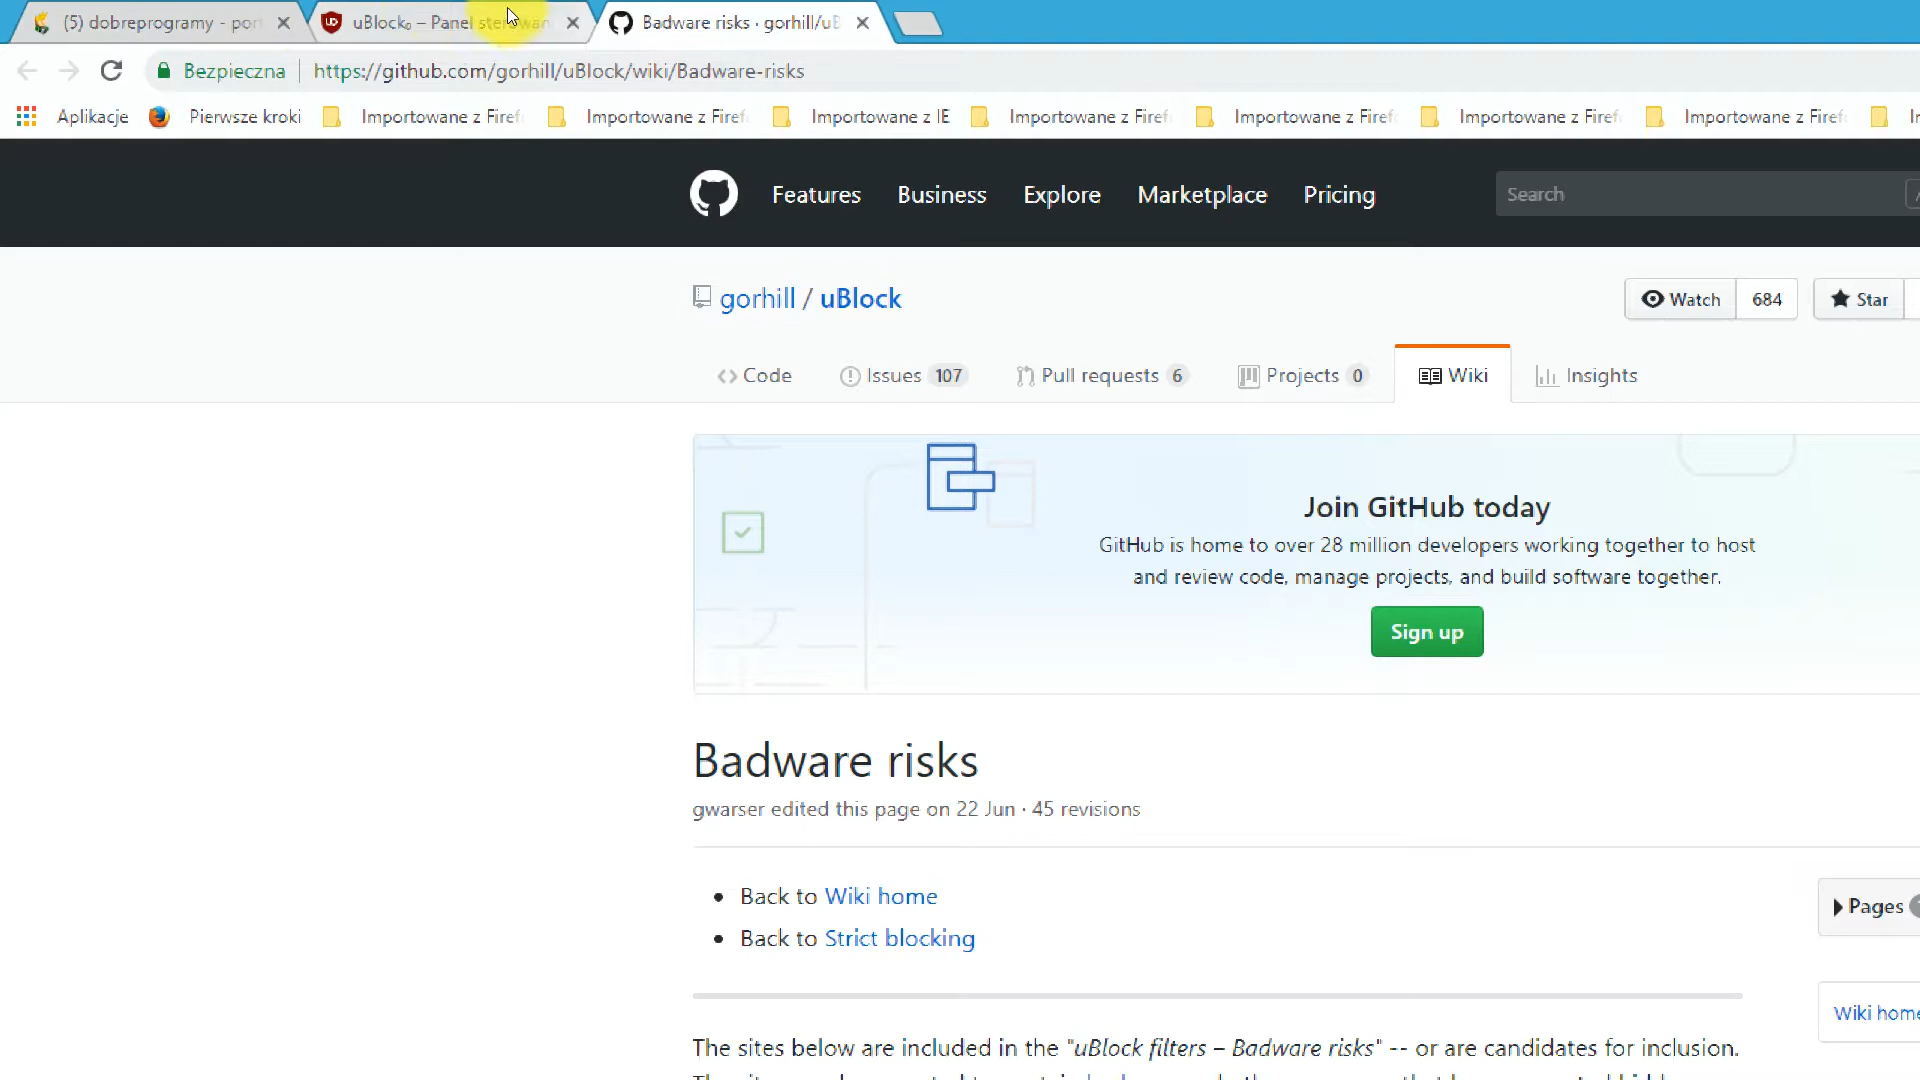 (5) dobreprogramy - por
uBlock₀ – Panel sterowan
Badware risks · gorhill/uB
Bezpieczna
https://github.com/gorhill/uBlock/wiki/Badware-risks
Aplikacje
Pierwsze kroki
Importowane z Firef
Importowane z Firef
Importowane z IE
Importowane z Firef
Importowane z Firef
Importowane z Firef
Importowane z Firef
Features
Business
Explore
Marketplace
Pricing
Search
gorhill / uBlock
Watch 684
Star
Code
Issues 107
Pull requests 6
Projects 0
Wiki
Insights
Join GitHub today
GitHub is home to over 28 million developers working together to host
and review code, manage projects, and build software together.
Sign up
Badware risks
gwarser edited this page on 22 Jun · 45 revisions
• Back to Wiki home
• Back to Strict blocking
Pages
Wiki home
The sites below are included in the "uBlock filters – Badware risks" -- or are candidates for inclusion.